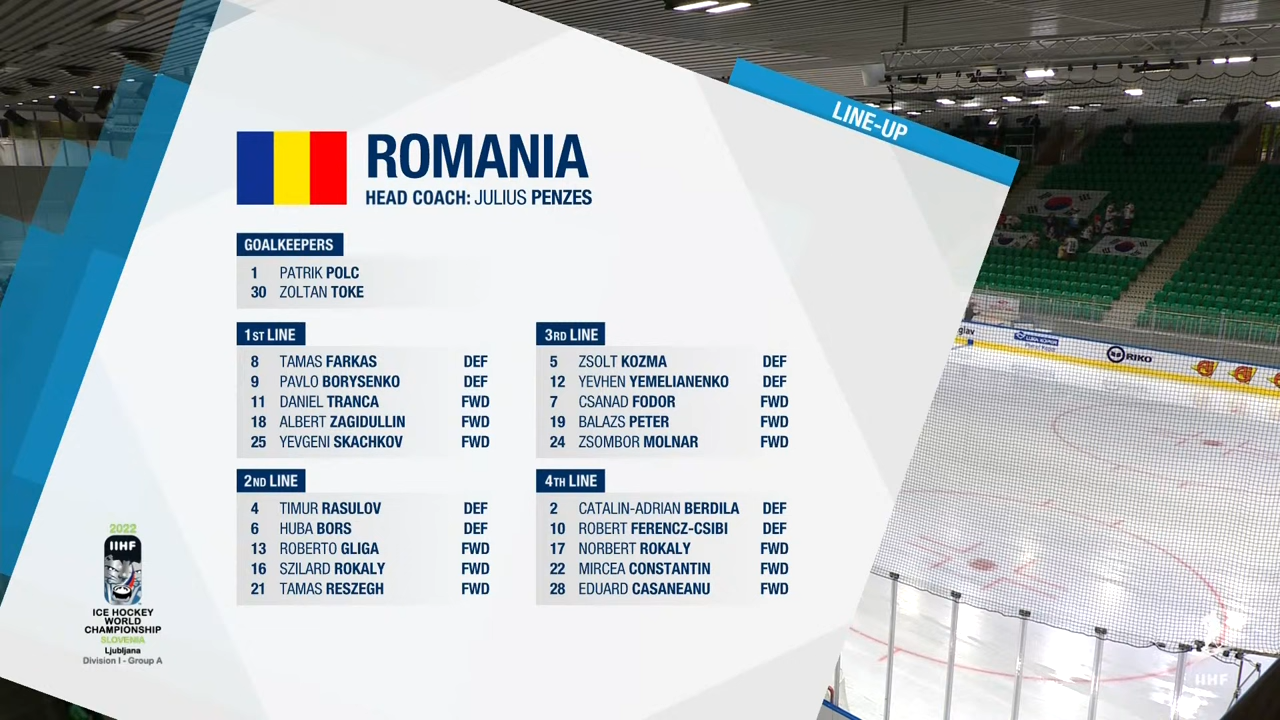 LINE-UP
ROMANIA
HEAD COACH: JULIUS PENZES
GOALKEEPERS
1 PATRIK POLC
30 ZOLTAN TOKE
1ST LINE
8 TAMAS FARKAS DEF
9 PAVLO BORYSENKO DEF
11 DANIEL TRANCA FWD
18 ALBERT ZAGIDULLIN FWD
25 YEVGENI SKACHKOV FWD
2ND LINE
4 TIMUR RASULOV DEF
6 HUBA BORS DEF
13 ROBERTO GLIGA FWD
16 SZILARD ROKALY FWD
21 TAMAS RESZEGH FWD
3RD LINE
5 ZSOLT KOZMA DEF
12 YEVHEN YEMELIANENKO DEF
7 CSANAD FODOR FWD
19 BALAZS PETER FWD
24 ZSOMBOR MOLNAR FWD
4TH LINE
2 CATALIN-ADRIAN BERDILA DEF
10 ROBERT FERENCZ-CSIBI DEF
17 NORBERT ROKALY FWD
22 MIRCEA CONSTANTIN FWD
28 EDUARD CASANEANU FWD
2022
IIHF
ICE HOCKEY
WORLD
CHAMPIONSHIP
SLOVENIA
Ljubljana
Division I - Group A
LUKA KOPER
RIKO
IIHF